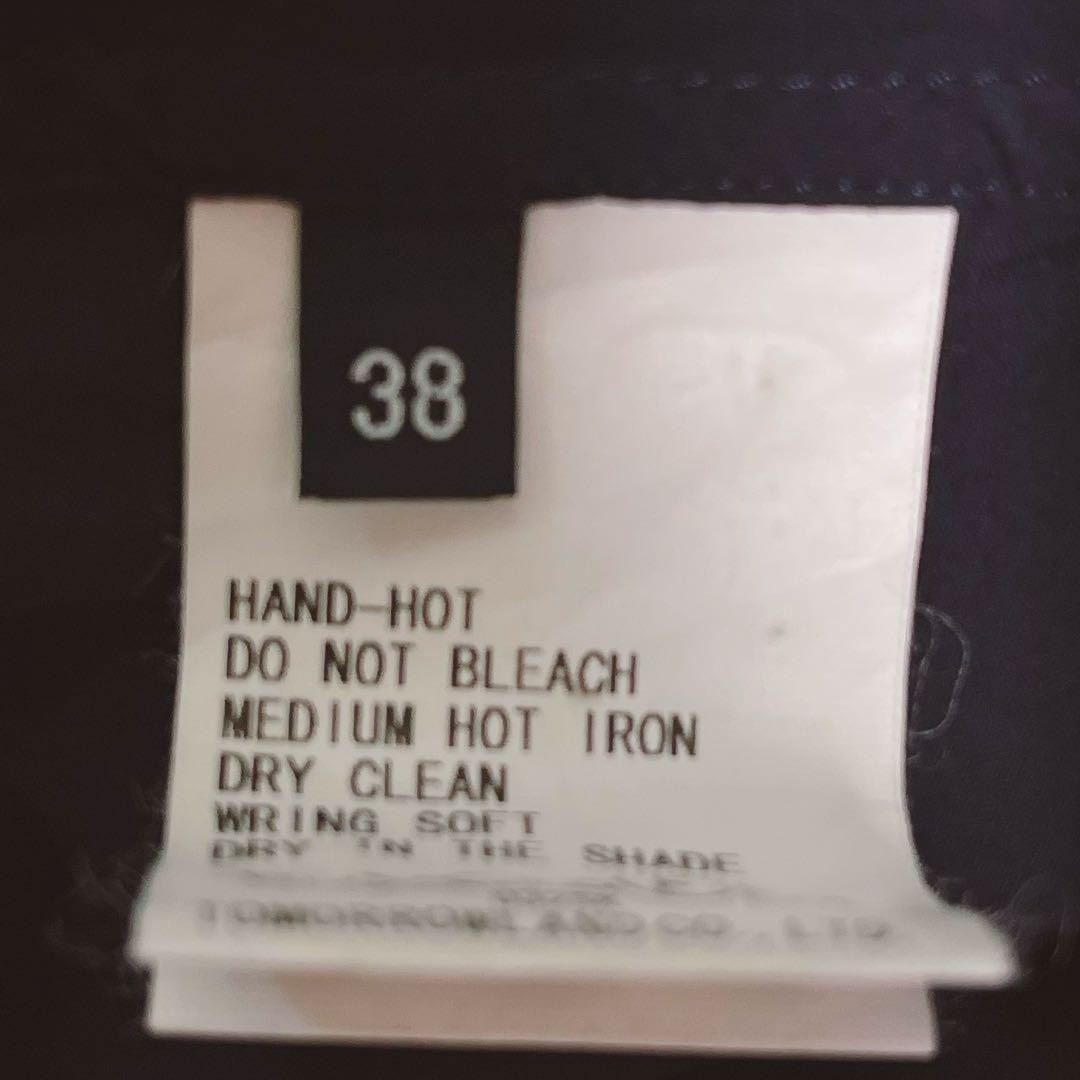 38
HAND-HOT
DO NOT BLEACH
MEDIUM HOT IRON
DRY CLEAN
WRING SOFT
DRY IN THE SHADE
TOMORROWLAND CO., LTD.